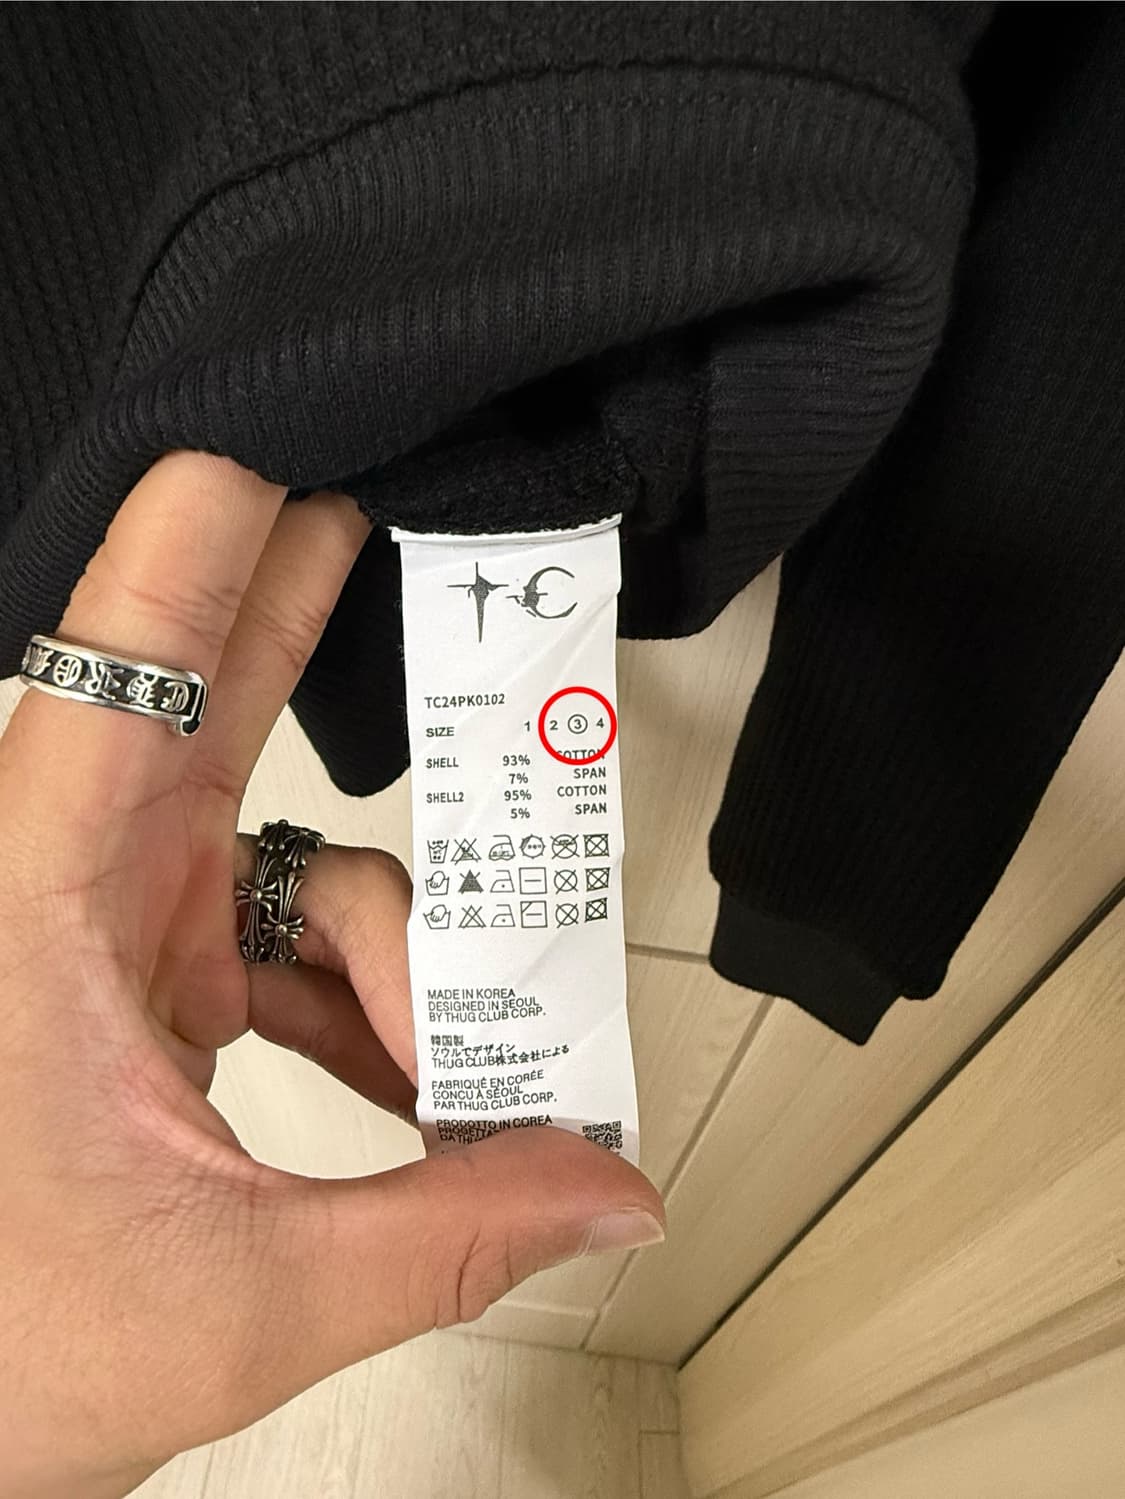 TC24PK0102
SIZE 1 2 ③ 4
SHELL 93% COTTON
7% SPAN
SHELL2 95% COTTON
5% SPAN
MADE IN KOREA
DESIGNED IN SEOUL
BY THUG CLUB CORP.
韓国製
ソウルでデザイン
THUG CLUB株式会社による
FABRIQUÉ EN CORÉE
CONCU À SÉOUL
PAR THUG CLUB CORP.
PRODOTTO IN COREA